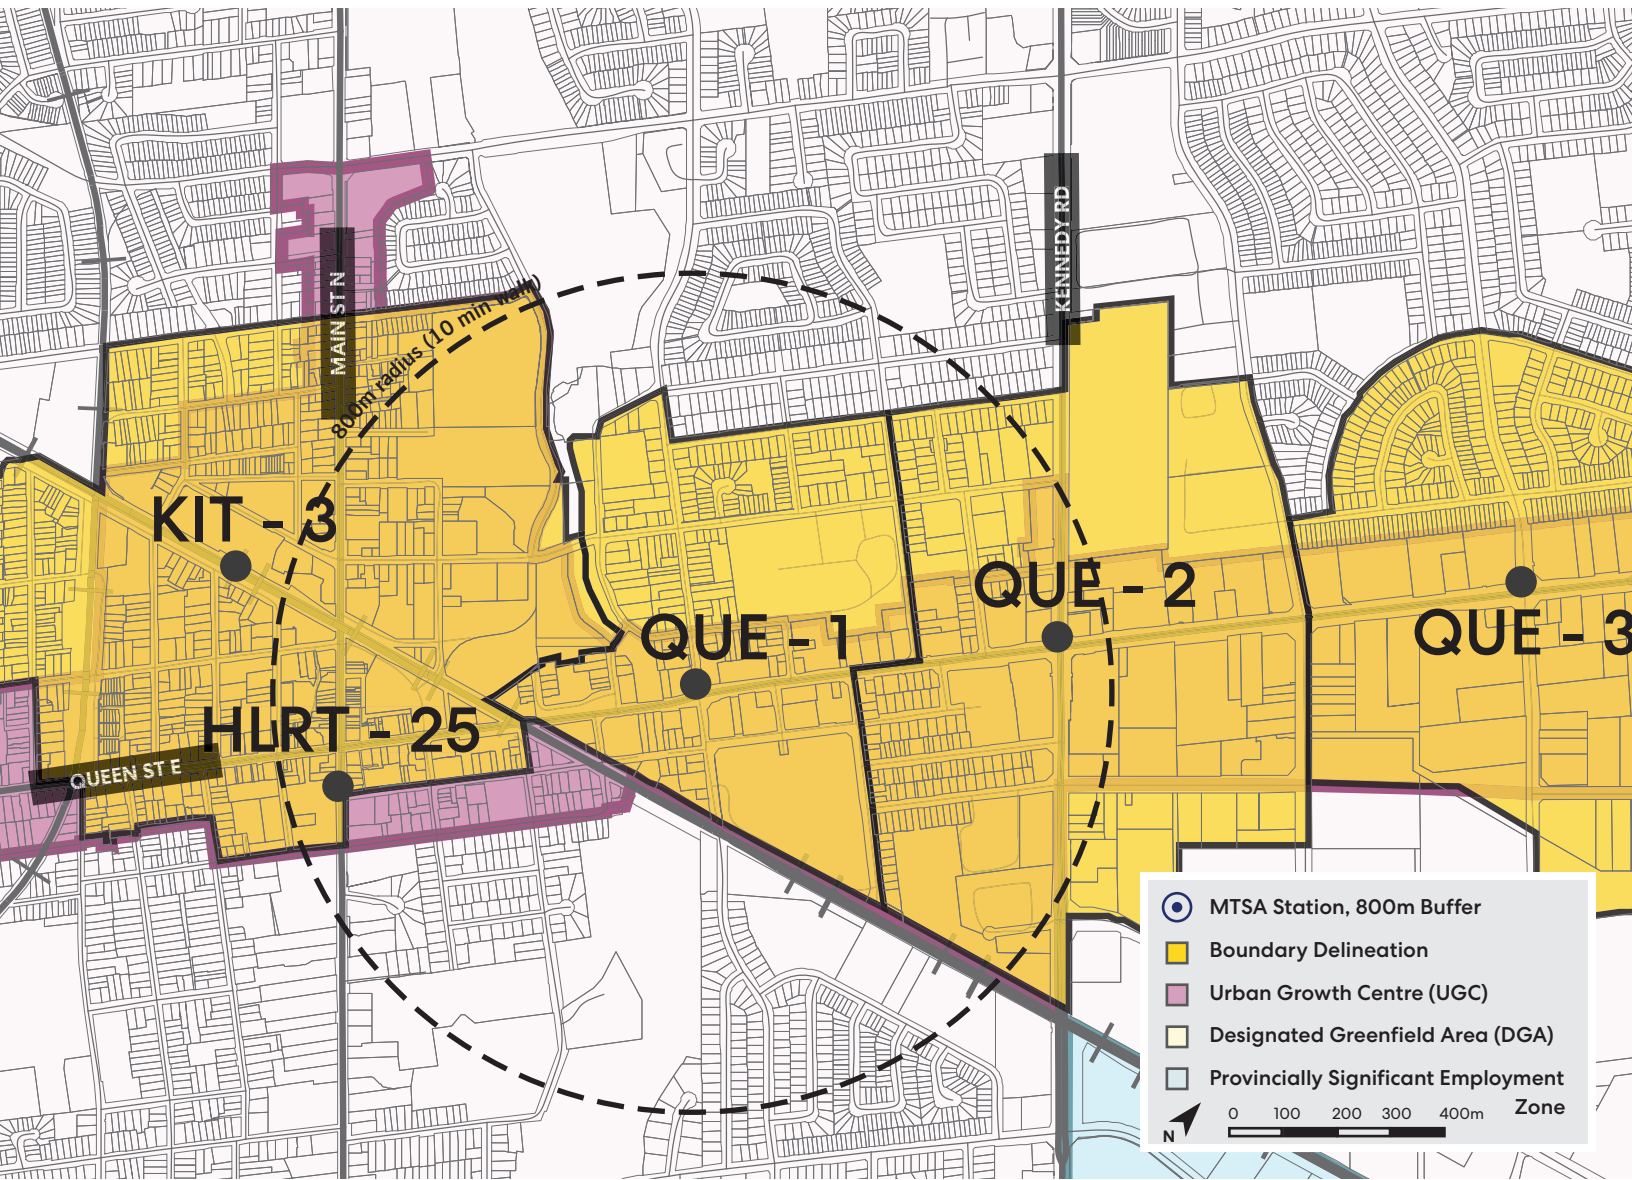 KENNEDY RD
MAIN ST N
800m radius (10 min walk)
KIT - 3
QUE - 2
QUE - 1
QUE - 3
HLRT - 25
QUEEN ST E
MTSA Station, 800m Buffer
Boundary Delineation
Urban Growth Centre (UGC)
Designated Greenfield Area (DGA)
Provincially Significant Employment
Zone
N
0 100 200 300 400m